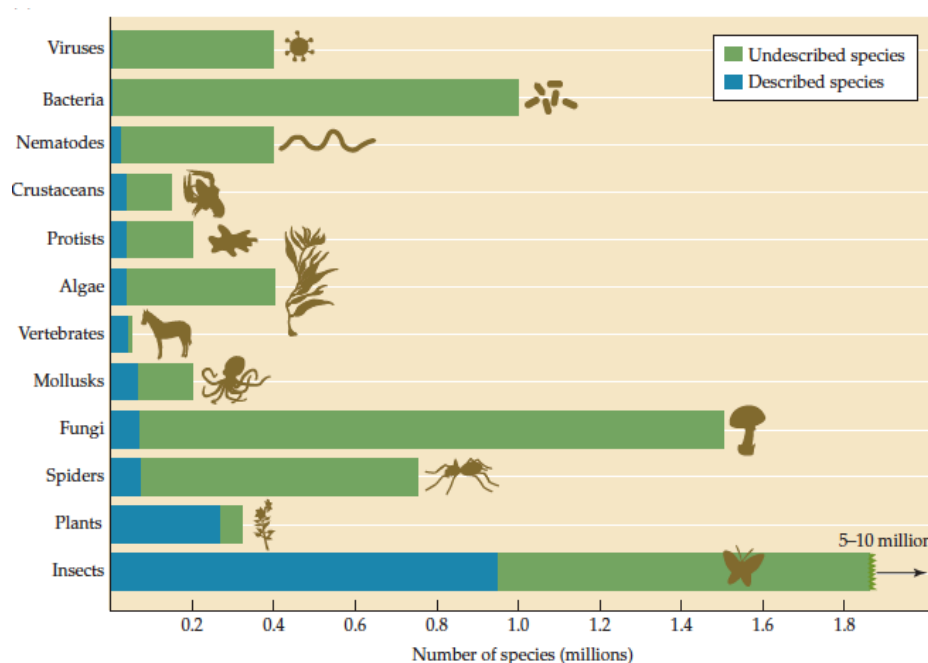 Viruses
Bacteria
Nematodes
Crustaceans
Protists
Algae
Vertebrates
Mollusks
Fungi
Spiders
Plants
Insects
Undescribed species
Described species
5–10 million
0.2 0.4 0.6 0.8 1.0 1.2 1.4 1.6 1.8
Number of species (millions)